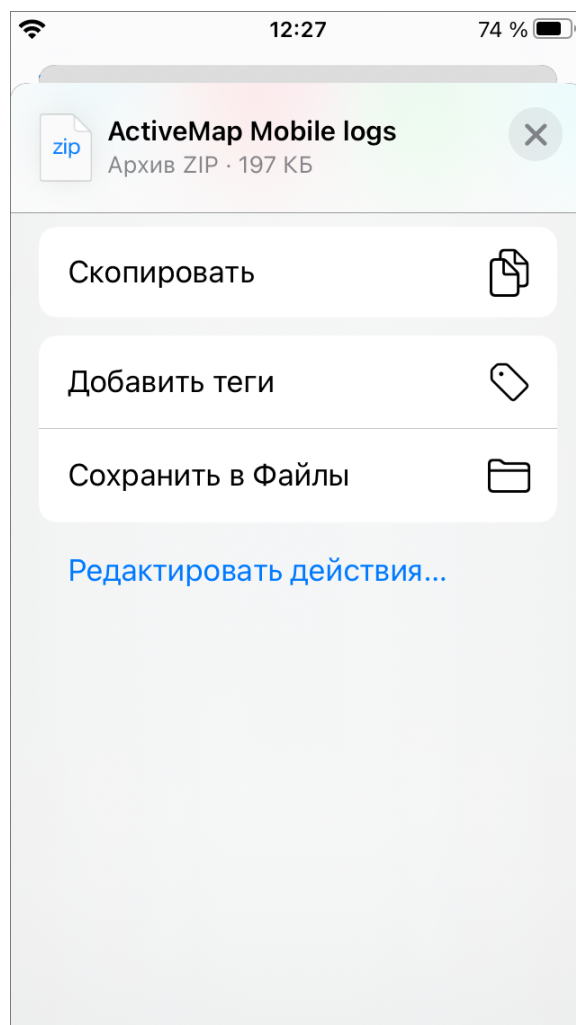 12:27
74 %
zip
ActiveMap Mobile logs
Архив ZIP · 197 КБ
Скопировать
Добавить теги
Сохранить в Файлы
Редактировать действия...